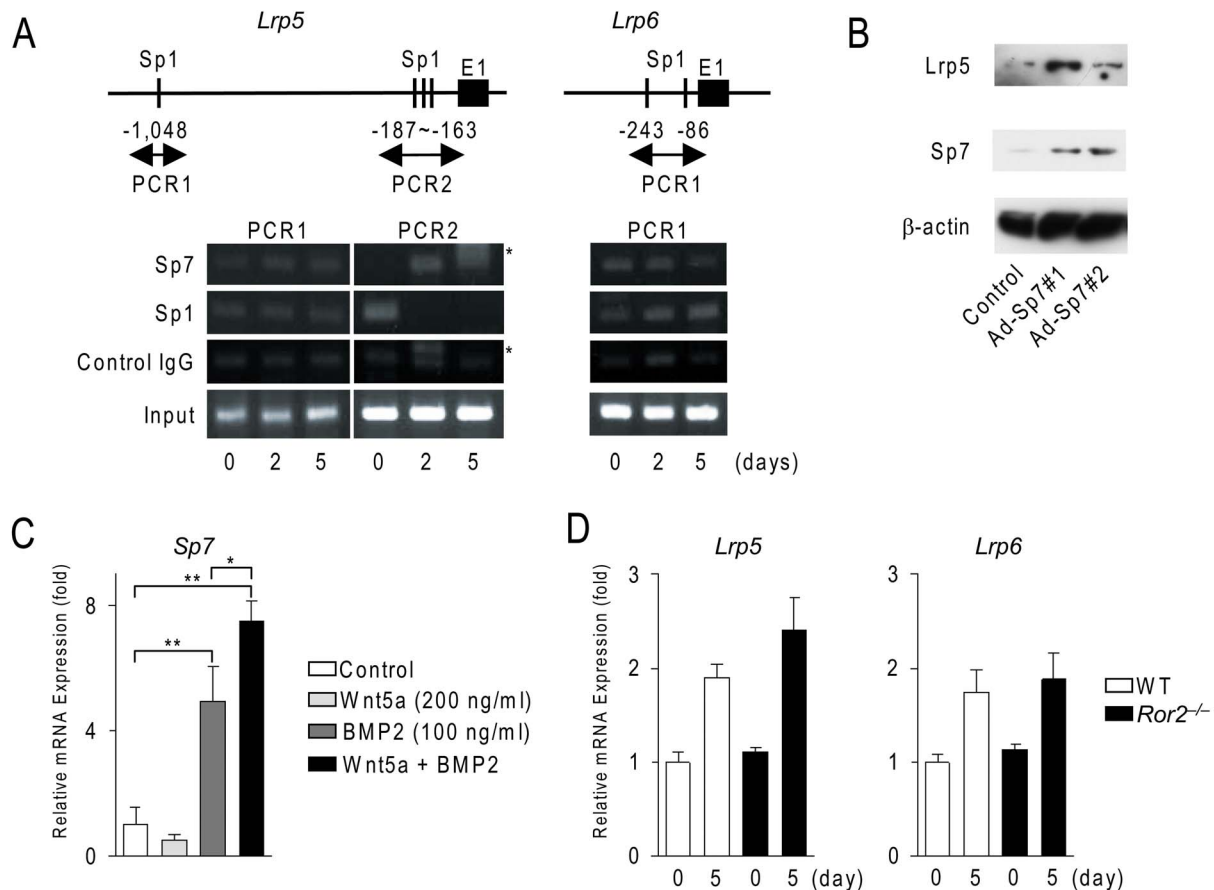 A
Lrp5
Lrp6
Sp1
Sp1
E1
Sp1
E1
-1,048
-187~-163
-243
-86
PCR1
PCR2
PCR1
PCR1
PCR2
PCR1
Sp7
*
Sp1
Control IgG
*
Input
0 2 5 0 2 5 0 2 5 (days)
B
Lrp5
Sp7
β-actin
Control
Ad-Sp7#1
Ad-Sp7#2
C
Sp7
Relative mRNA Expression (fold)
8
4
0
*
**
**
Control
Wnt5a (200 ng/ml)
BMP2 (100 ng/ml)
Wnt5a + BMP2
D
Lrp5
Relative mRNA Expression (fold)
3
2
1
0
0 5 0 5 (day)
Lrp6
3
2
1
0
0 5 0 5 (day)
WT
Ror2–/–